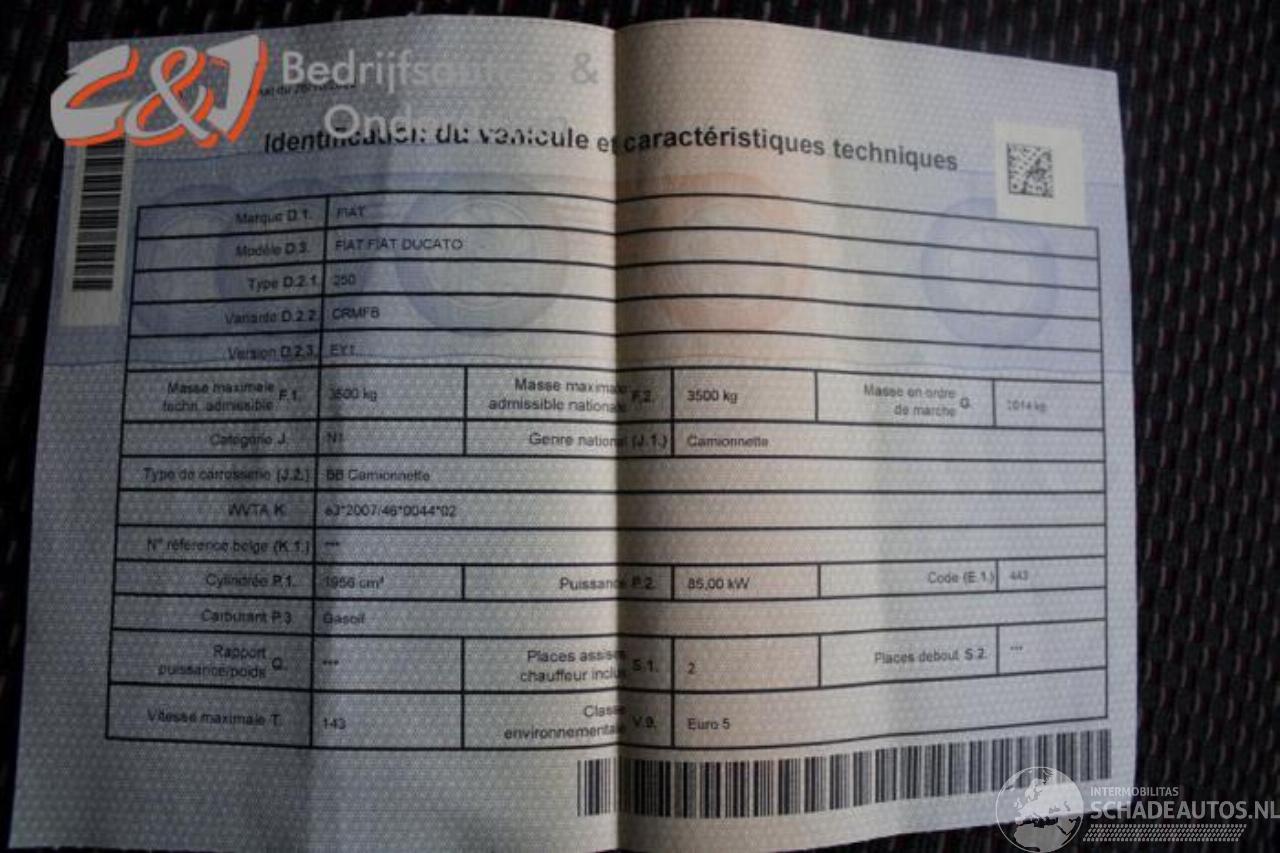 C&J Bedrijfsauto's &
Onderdelen
Identification du véhicule et caractéristiques techniques
Marque D.1. FIAT
Modèle D.3. FIAT FIAT DUCATO
Type D.2.1. 250
Variante D.2.2. CRMFB
Version D.2.3.
Masse maximale techn. admissible F.1. 3500 kg Masse maximale admissible nationale F.2. 3500 kg Masse en ordre de marche G.
Catégorie J. N1 Genre national (J.1.) Camionnette
Type de carrosserie (J.2.) BB Camionnette
WVTA K. e3*2007/46*0044*02
N° référence belge (K.1.) ***
Cylindrée P.1. 1956 cm³ Puissance P.2. 85,00 kW Code (E.1.) 443
Carburant P.3 Gasoil
Rapport puissance/poids Q. *** Places assises chauffeur inclus S.1. 2 Places debout S.2. ***
Vitesse maximale T. 143 Classe environnementale V.9. Euro 5
INTERMOBILITAS
SCHADEAUTOS.NL